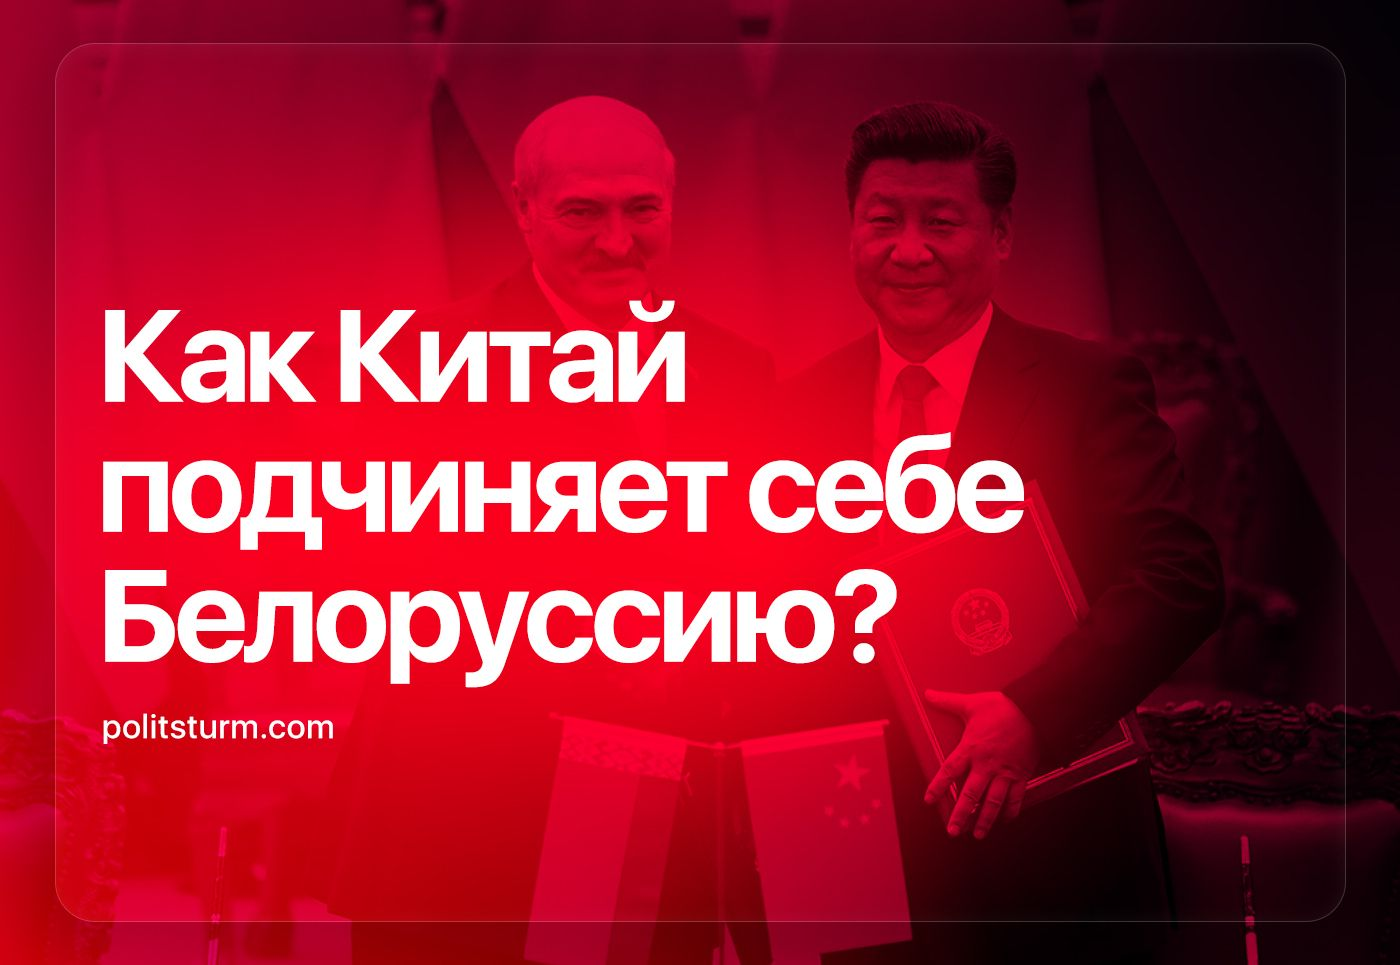 Как Китай
подчиняет себе
Белоруссию?
politsturm.com